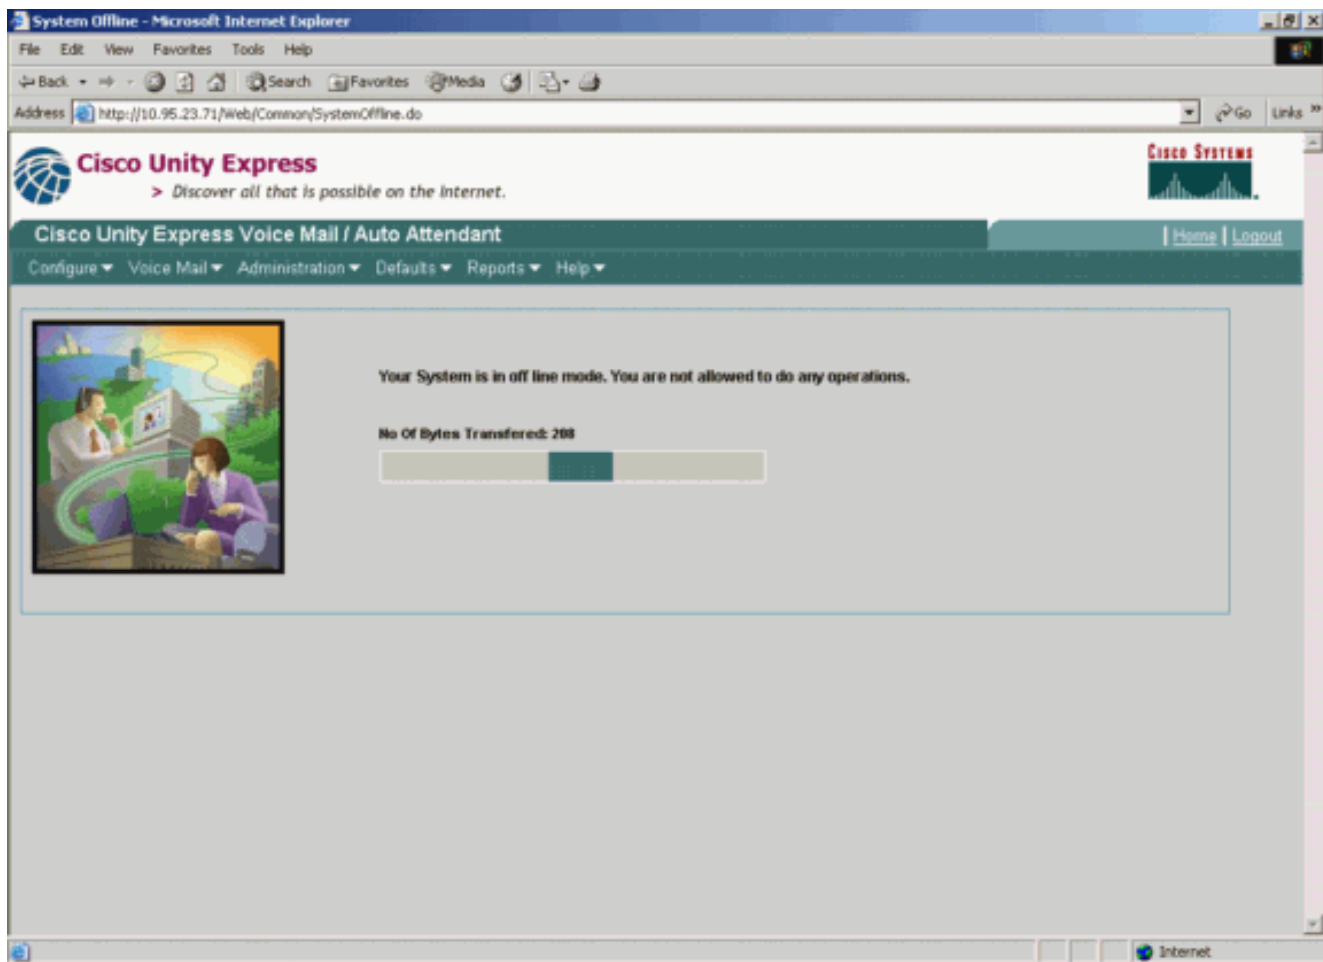 System Offline - Microsoft Internet Explorer
File Edit View Favorites Tools Help
Back Search Favorites Media
Address http://10.95.23.71/Web/Common/SystemOffline.do Go Links »
Cisco Unity Express
> Discover all that is possible on the Internet.
CISCO SYSTEMS
Cisco Unity Express Voice Mail / Auto Attendant
| Home | Logout
Configure Voice Mail Administration Defaults Reports Help
Your System is in off line mode. You are not allowed to do any operations.
No Of Bytes Transfered: 208
Internet